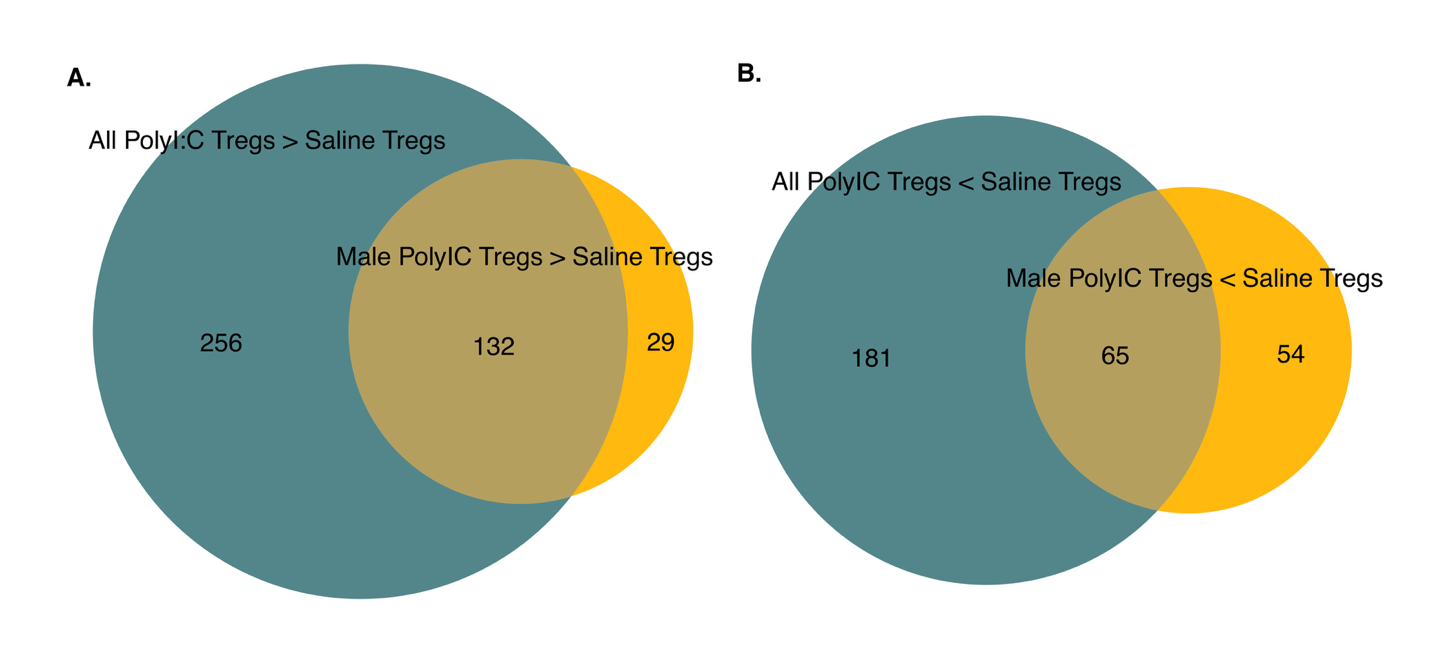 A.
All PolyI:C Tregs > Saline Tregs
Male PolyIC Tregs > Saline Tregs
256
132
29
B.
All PolyIC Tregs < Saline Tregs
Male PolyIC Tregs < Saline Tregs
181
65
54